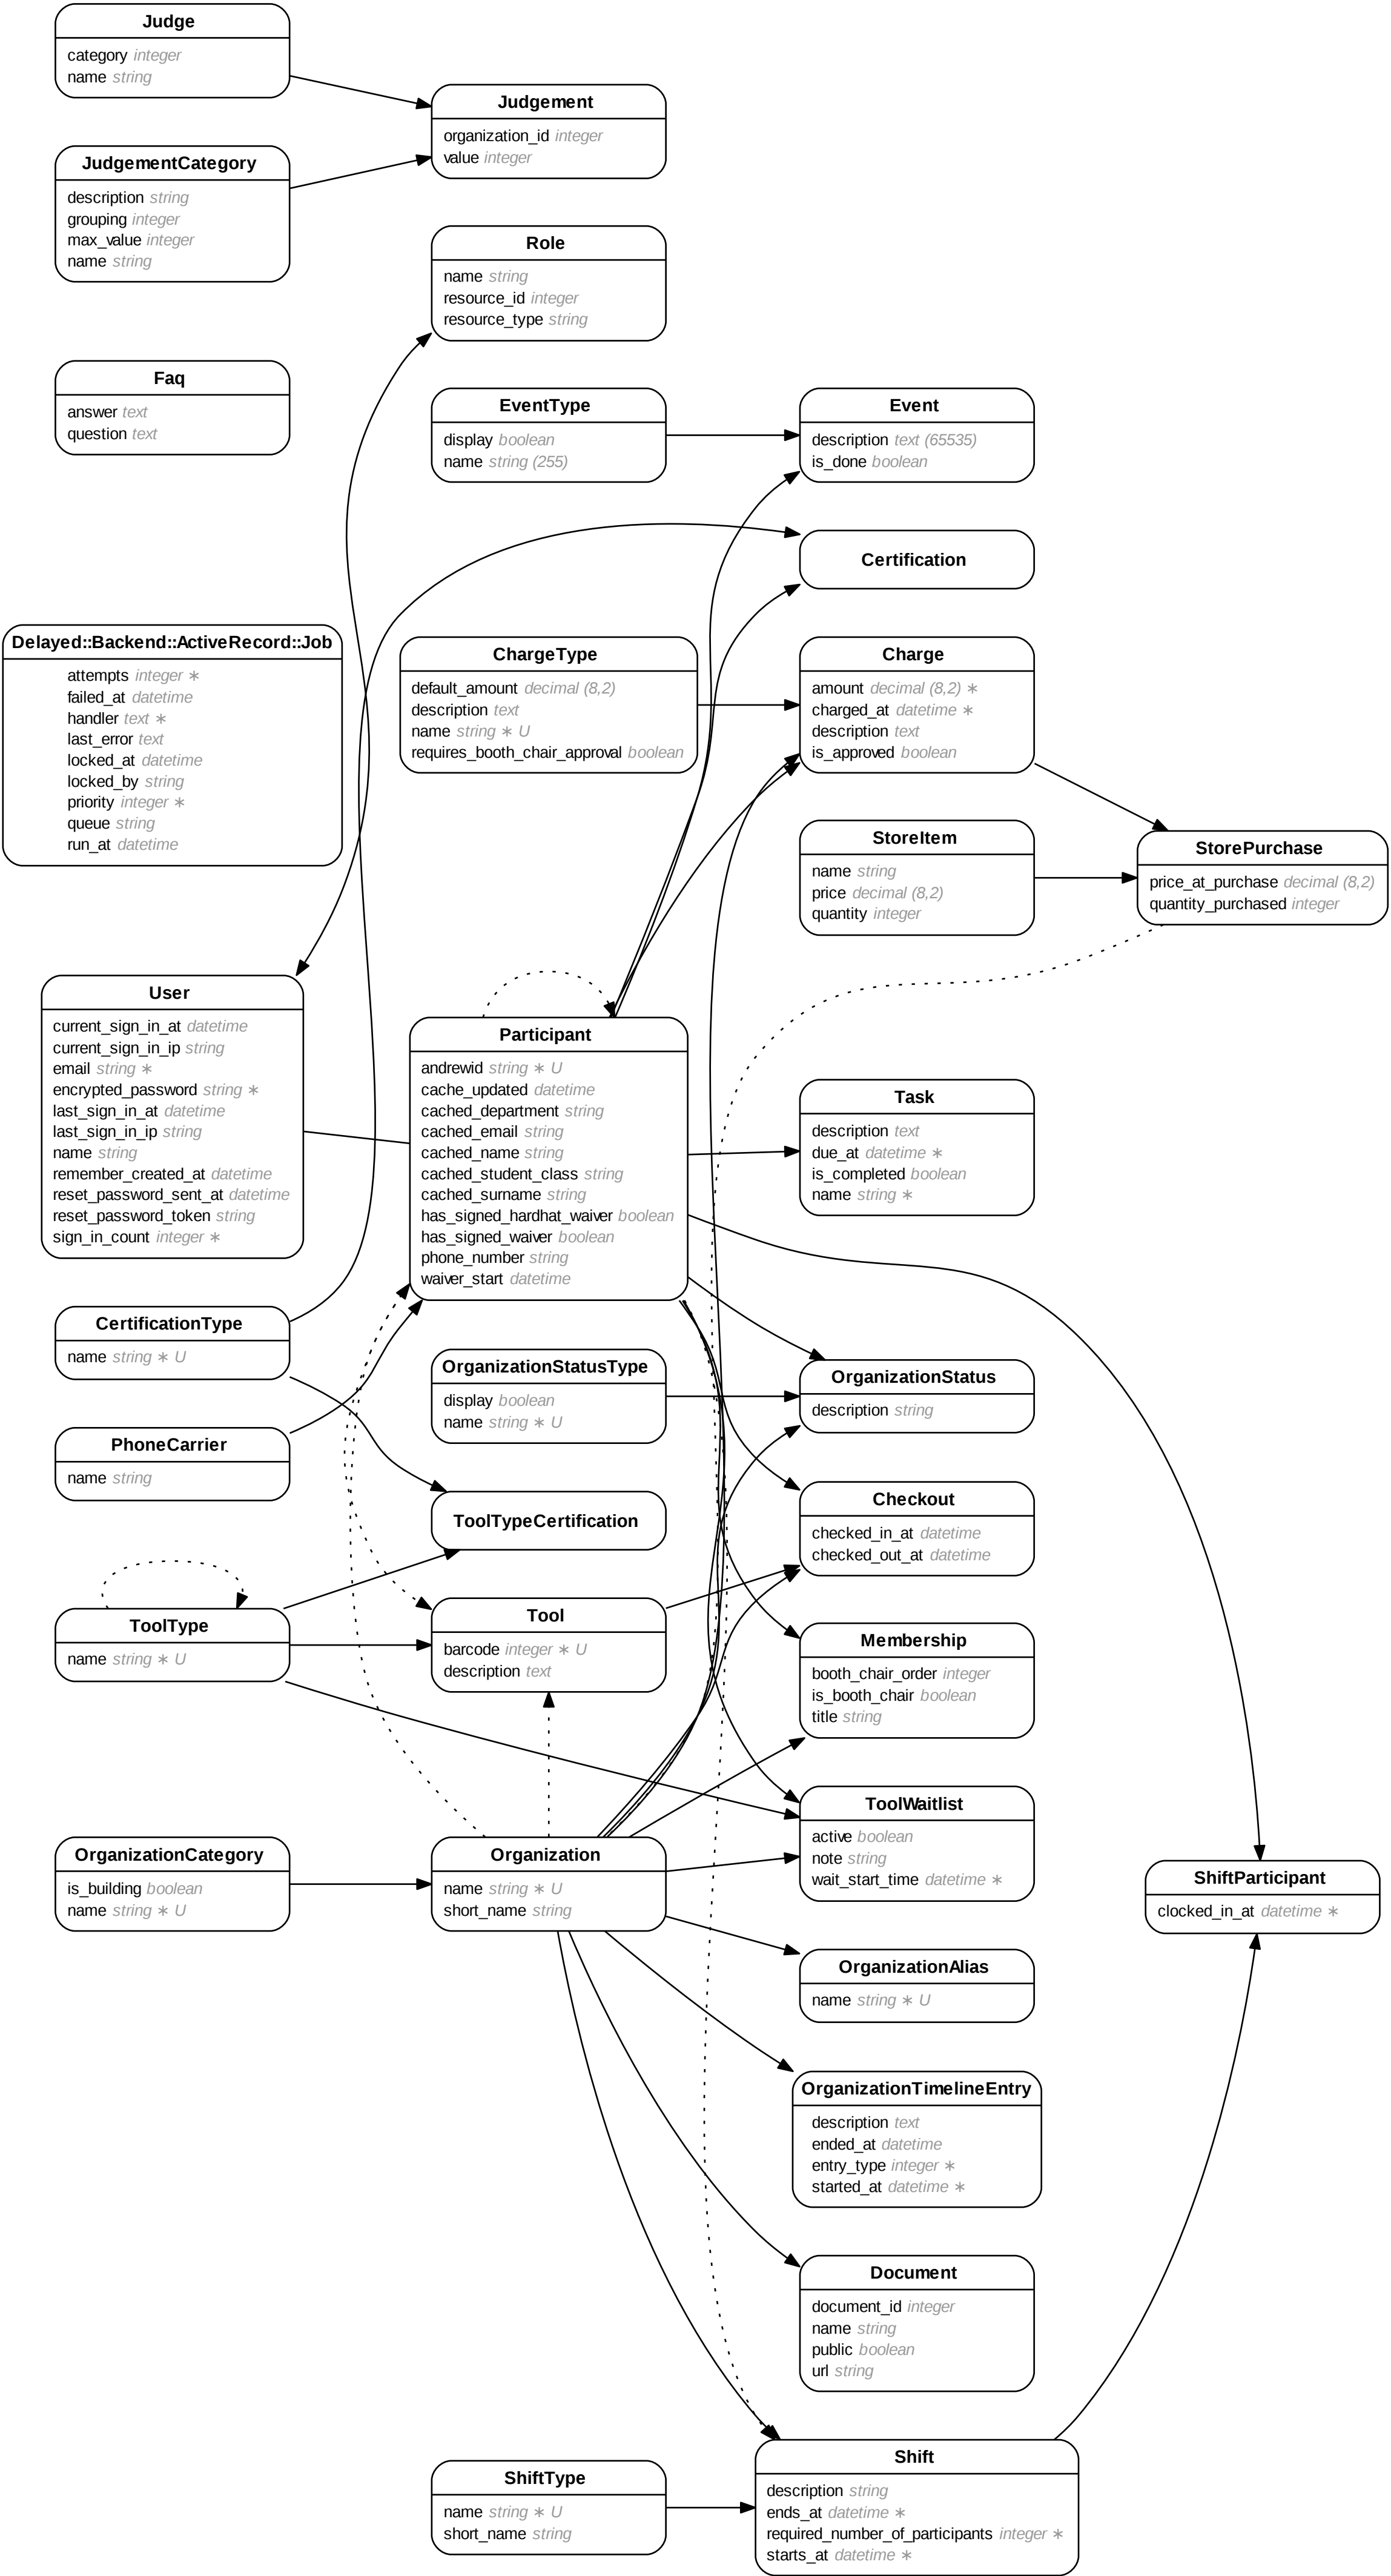 Judge
category integer
name string
Judgement
organization_id integer
value integer
JudgementCategory
description string
grouping integer
max_value integer
name string
Role
name string
resource_id integer
resource_type string
Faq
answer text
question text
EventType
display boolean
name string (255)
Event
description text (65535)
is_done boolean
Certification
Delayed::Backend::ActiveRecord::Job
attempts integer ∗
failed_at datetime
handler text ∗
last_error text
locked_at datetime
locked_by string
priority integer ∗
queue string
run_at datetime
ChargeType
default_amount decimal (8,2)
description text
name string ∗ U
requires_booth_chair_approval boolean
Charge
amount decimal (8,2) ∗
charged_at datetime ∗
description text
is_approved boolean
StoreItem
name string
price decimal (8,2)
quantity integer
StorePurchase
price_at_purchase decimal (8,2)
quantity_purchased integer
User
current_sign_in_at datetime
current_sign_in_ip string
email string ∗
encrypted_password string ∗
last_sign_in_at datetime
last_sign_in_ip string
name string
remember_created_at datetime
reset_password_sent_at datetime
reset_password_token string
sign_in_count integer ∗
Participant
andrewid string ∗ U
cache_updated datetime
cached_department string
cached_email string
cached_name string
cached_student_class string
cached_surname string
has_signed_hardhat_waiver boolean
has_signed_waiver boolean
phone_number string
waiver_start datetime
Task
description text
due_at datetime ∗
is_completed boolean
name string ∗
CertificationType
name string ∗ U
OrganizationStatusType
display boolean
name string ∗ U
OrganizationStatus
description string
PhoneCarrier
name string
ToolTypeCertification
Checkout
checked_in_at datetime
checked_out_at datetime
ToolType
name string ∗ U
Tool
barcode integer ∗ U
description text
Membership
booth_chair_order integer
is_booth_chair boolean
title string
ToolWaitlist
active boolean
note string
wait_start_time datetime ∗
OrganizationCategory
is_building boolean
name string ∗ U
Organization
name string ∗ U
short_name string
ShiftParticipant
clocked_in_at datetime ∗
OrganizationAlias
name string ∗ U
OrganizationTimelineEntry
description text
ended_at datetime
entry_type integer ∗
started_at datetime ∗
Document
document_id integer
name string
public boolean
url string
ShiftType
name string ∗ U
short_name string
Shift
description string
ends_at datetime ∗
required_number_of_participants integer ∗
starts_at datetime ∗